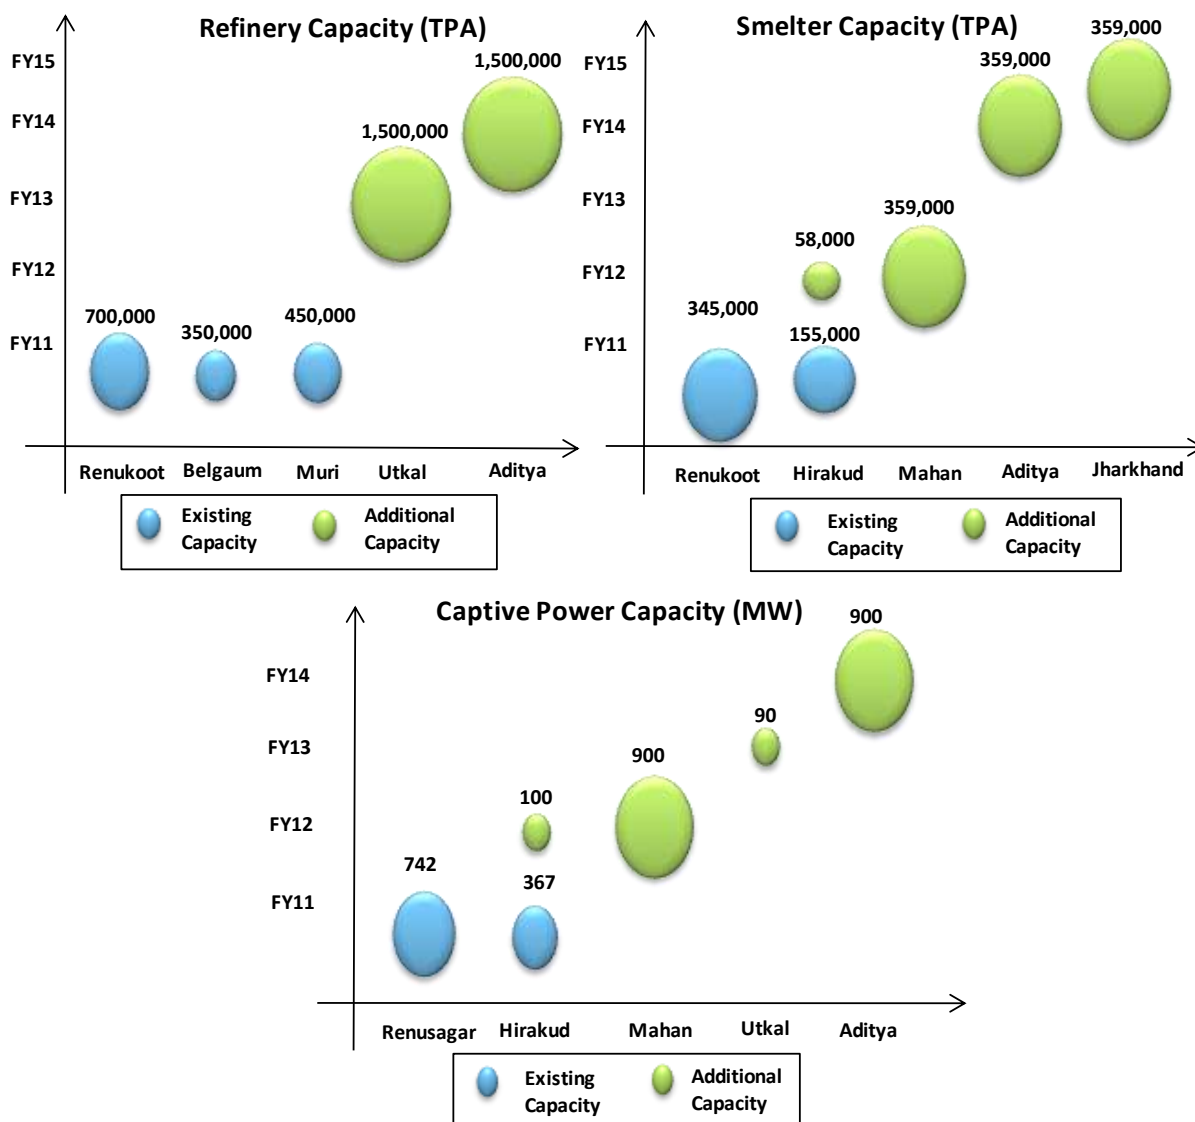 Refinery Capacity (TPA)
FY15
FY14
FY13
FY12
FY11
1,500,000
1,500,000
700,000
350,000
450,000
Renukoot
Belgaum
Muri
Utkal
Aditya
Existing
Capacity
Additional
Capacity
Smelter Capacity (TPA)
FY15
FY14
FY13
FY12
FY11
359,000
359,000
359,000
58,000
345,000
155,000
Renukoot
Hirakud
Mahan
Aditya
Jharkhand
Existing
Capacity
Additional
Capacity
Captive Power Capacity (MW)
FY14
FY13
FY12
FY11
900
90
900
100
742
367
Renusagar
Hirakud
Mahan
Utkal
Aditya
Existing
Capacity
Additional
Capacity